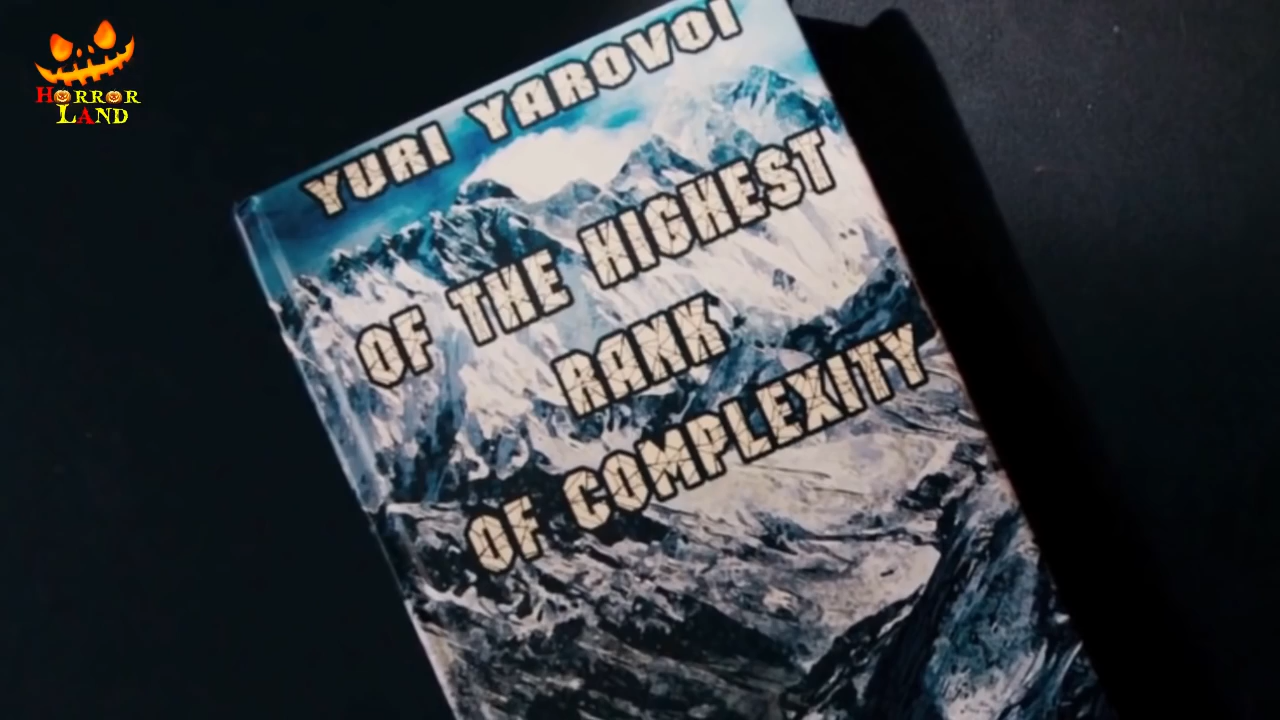 HORROR
LAND
YURI YAROVOI
OF THE HIGHEST
RANK
OF COMPLEXITY